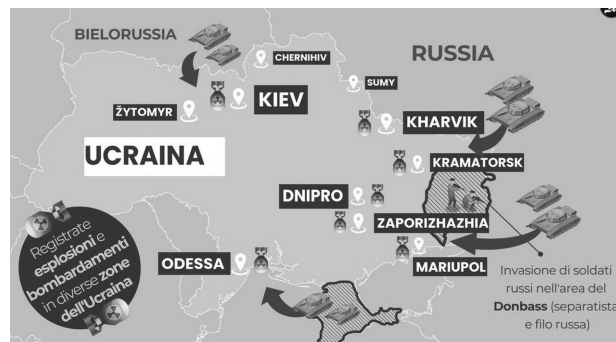 BIELORUSSIA
RUSSIA
CHERNIHIV
SUMY
KIEV
ŽYTOMYR
KHARVIK
UCRAINA
KRAMATORSK
DNIPRO
ZAPORIZHAZHIA
ODESSA
MARIUPOL
Registrate
esplosioni e
bombardamenti
in diverse zone
dell'Ucraina
Invasione di soldati
russi nell'area del
Donbass (separatista
e filo russa)